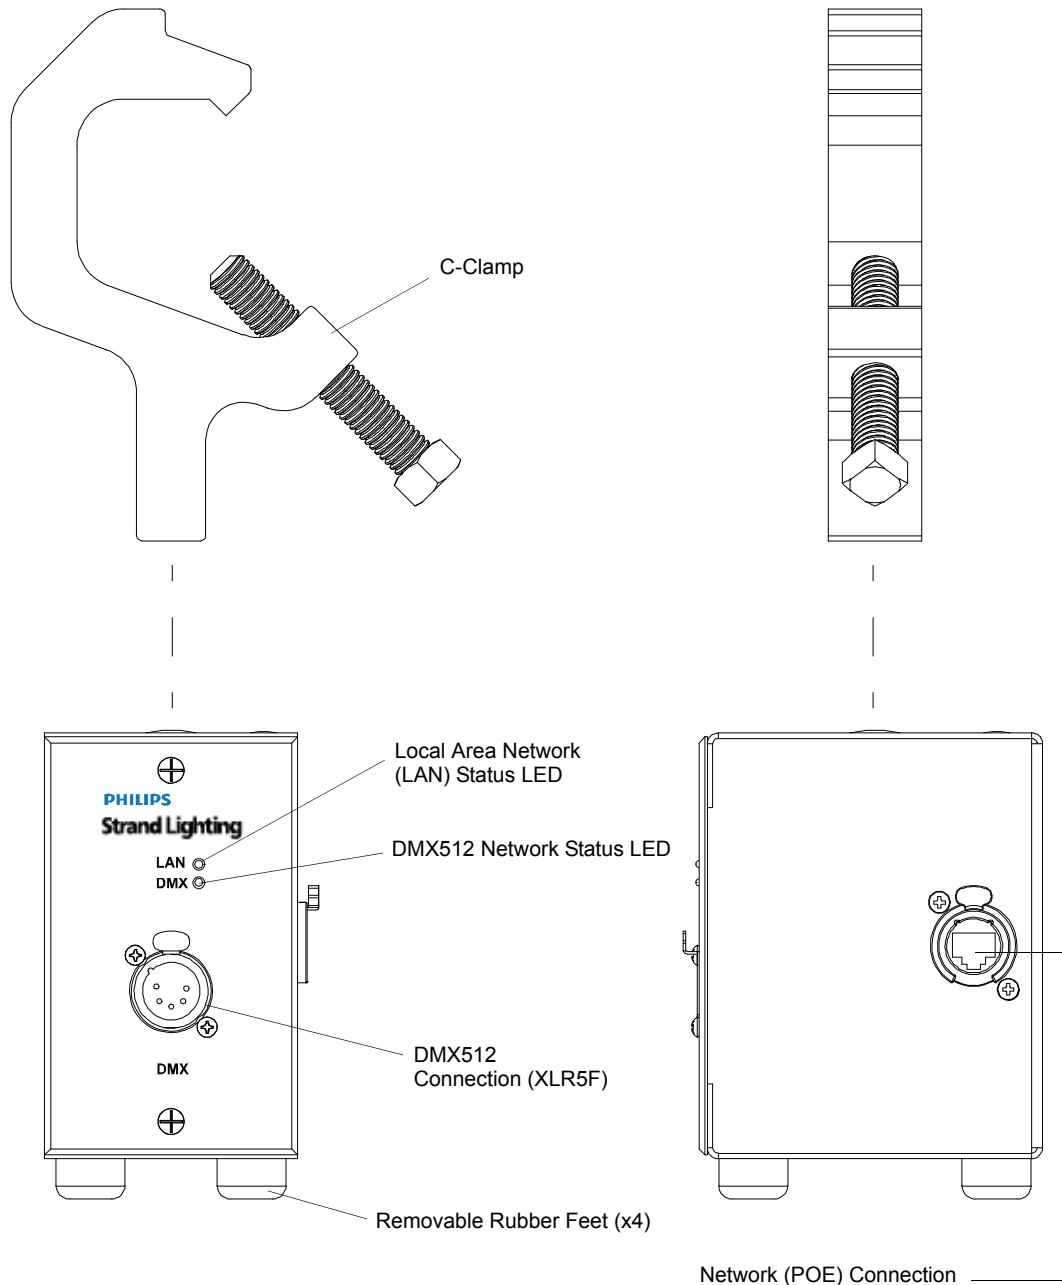 C-Clamp
Local Area Network
(LAN) Status LED
PHILIPS
Strand Lighting
LAN
DMX512 Network Status LED
DMX
DMX512
Connection (XLR5F)
DMX
Removable Rubber Feet (x4)
Network (POE) Connection